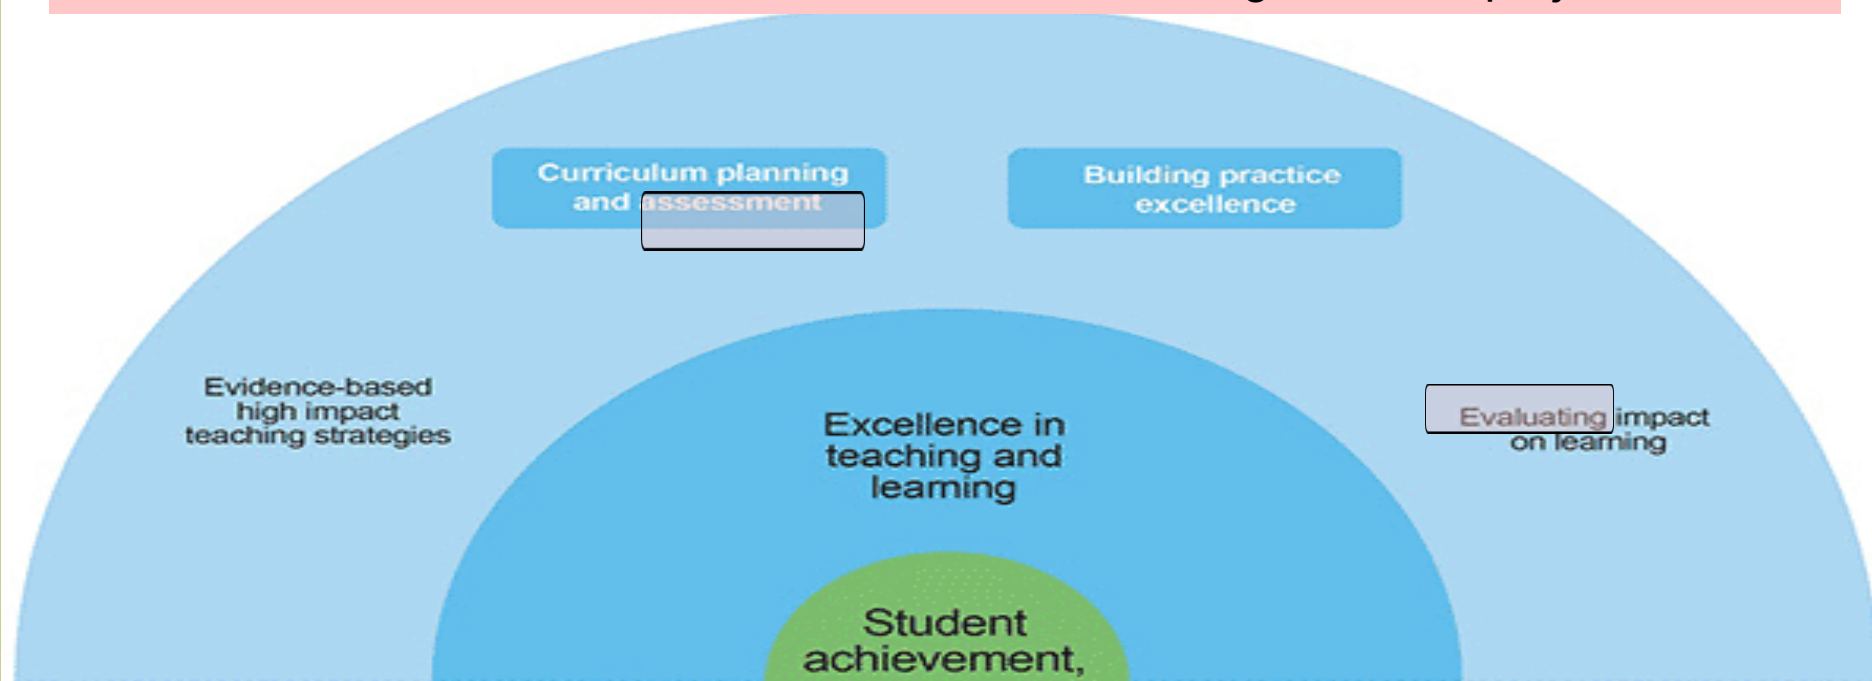 Curriculum planning
and assessment
Building practice
excellence
Evidence-based
high impact
teaching strategies
Excellence in
teaching and
learning
Evaluating impact
on learning
Student
achievement,